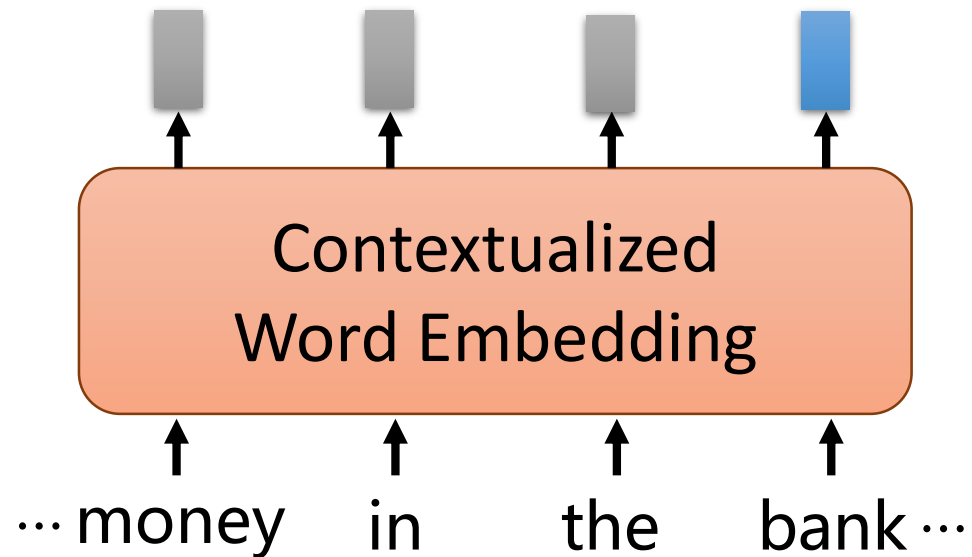 Contextualized
Word Embedding
… money in the bank …